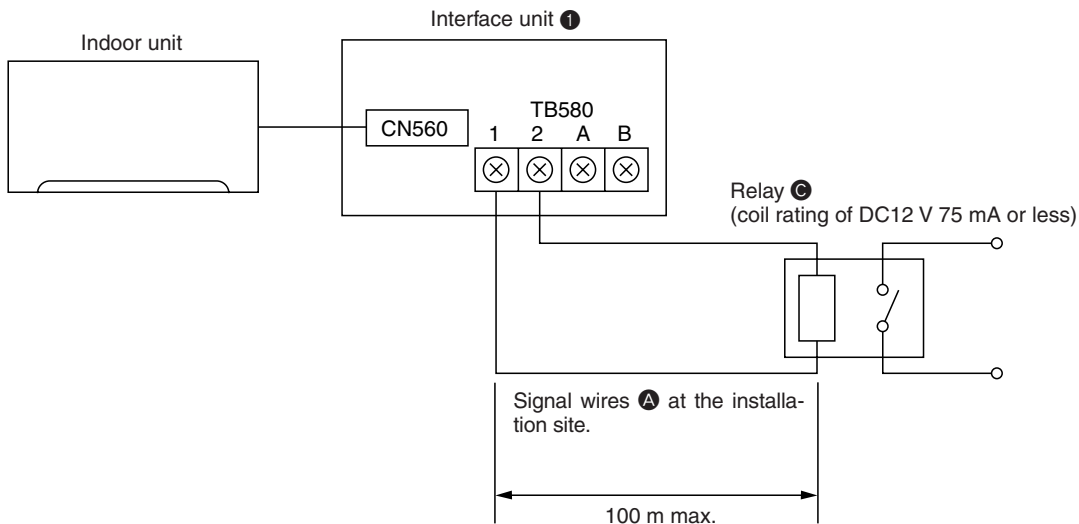 Interface unit ❶
Indoor unit
TB580
CN560
1 2 A B
Relay 🅒
(coil rating of DC12 V 75 mA or less)
Signal wires 🅐 at the installa-
tion site.
100 m max.